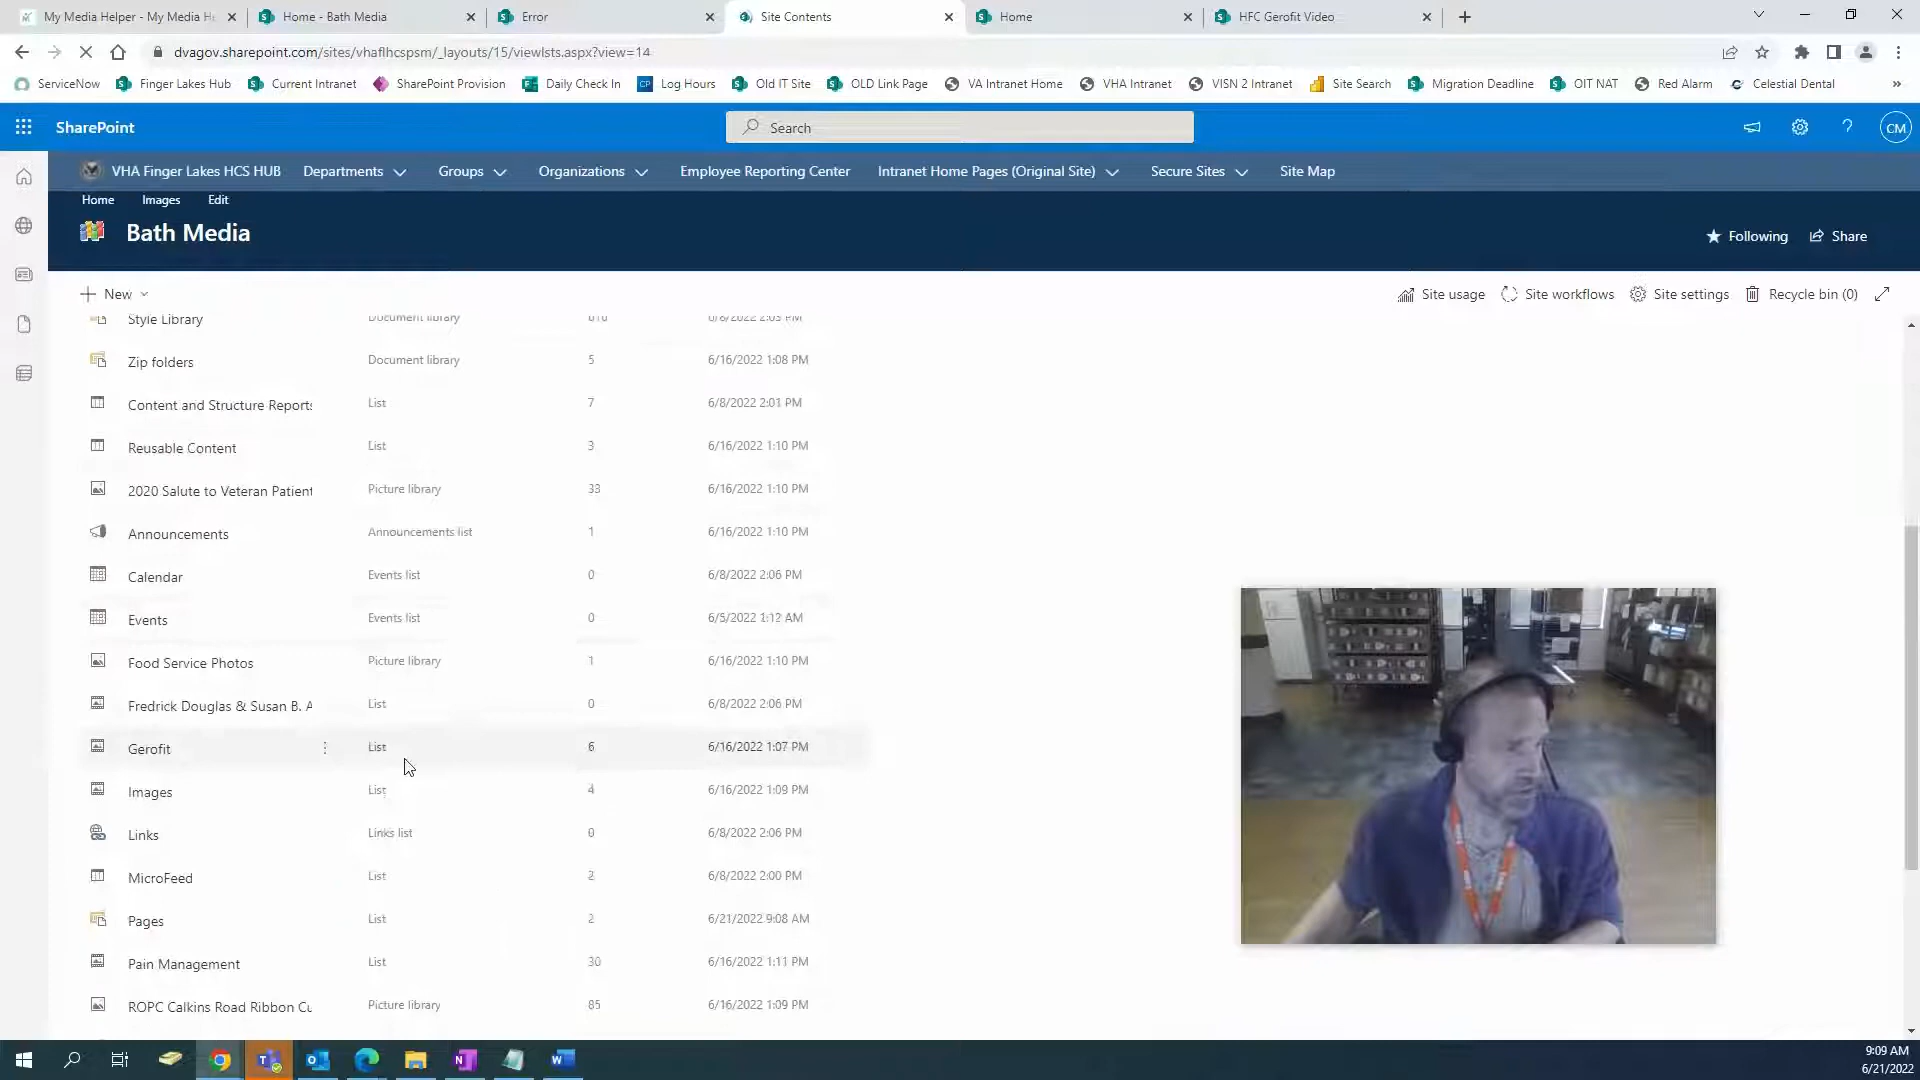 My Media Helper - My Media H
Home - Bath Media
Error
Site Contents
Home
HFC Gerofit Video
dvagov.sharepoint.com/sites/vhaflhcspsm/_layouts/15/viewlsts.aspx?view=14
ServiceNow
Finger Lakes Hub
Current Intranet
SharePoint Provision
Daily Check In
Log Hours
Old IT Site
OLD Link Page
VA Intranet Home
VHA Intranet
VISN 2 Intranet
Site Search
Migration Deadline
OIT NAT
Red Alarm
Celestial Dental
SharePoint
Search
CM
VHA Finger Lakes HCS HUB
Departments
Groups
Organizations
Employee Reporting Center
Intranet Home Pages (Original Site)
Secure Sites
Site Map
Home Images Edit
Bath Media
Following
Share
New
Site usage
Site workflows
Site settings
Recycle bin (0)
Style Library Document library
Zip folders Document library 5 6/16/2022 1:08 PM
Content and Structure Reports List 7 6/8/2022 2:01 PM
Reusable Content List 3 6/16/2022 1:10 PM
2020 Salute to Veteran Patient Picture library 33 6/16/2022 1:10 PM
Announcements Announcements list 1 6/16/2022 1:10 PM
Calendar Events list 0 6/8/2022 2:06 PM
Events Events list 0 6/5/2022 1:12 AM
Food Service Photos Picture library 1 6/16/2022 1:10 PM
Fredrick Douglas & Susan B. A List 0 6/8/2022 2:06 PM
Gerofit List 6 6/16/2022 1:07 PM
Images List 4 6/16/2022 1:09 PM
Links Links list 0 6/8/2022 2:06 PM
MicroFeed List 2 6/8/2022 2:00 PM
Pages List 2 6/21/2022 9:08 AM
Pain Management List 30 6/16/2022 1:11 PM
ROPC Calkins Road Ribbon Cu Picture library 85 6/16/2022 1:09 PM
9:09 AM
6/21/2022